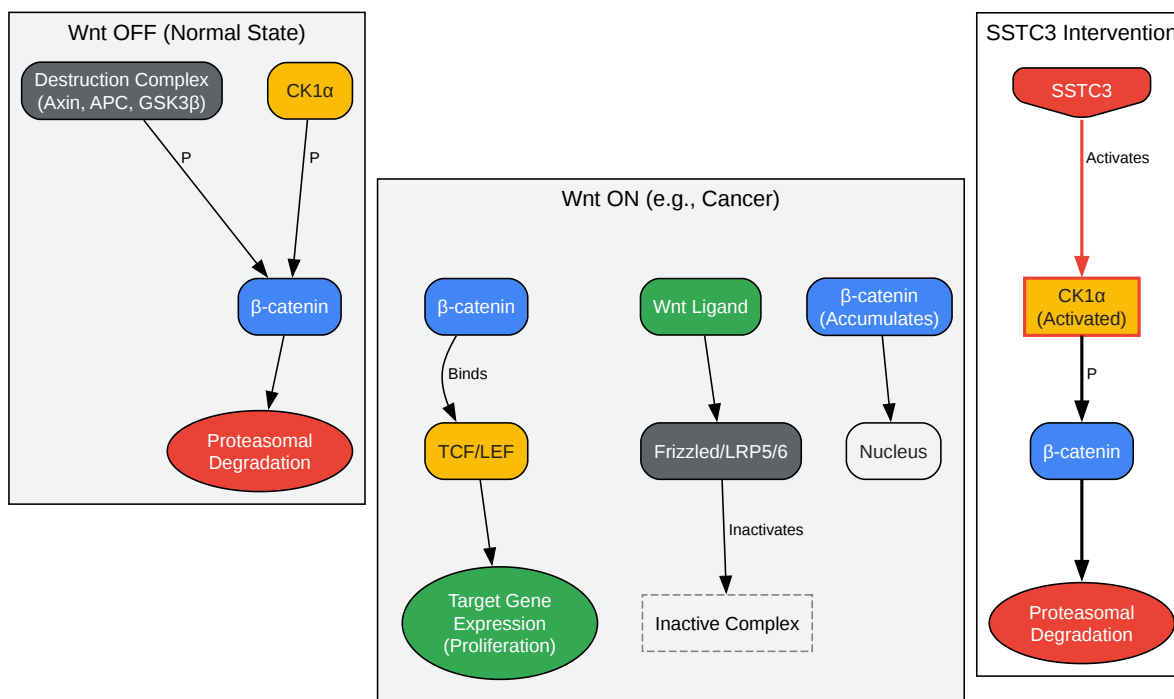 Wnt OFF (Normal State)
Destruction Complex
(Axin, APC, GSK3β)
CK1α
P
P
β-catenin
Proteasomal
Degradation
Wnt ON (e.g., Cancer)
β-catenin
Binds
TCF/LEF
Target Gene
Expression
(Proliferation)
Wnt Ligand
Frizzled/LRP5/6
Inactivates
Inactive Complex
β-catenin
(Accumulates)
Nucleus
SSTC3 Intervention
SSTC3
Activates
CK1α
(Activated)
P
β-catenin
Proteasomal
Degradation